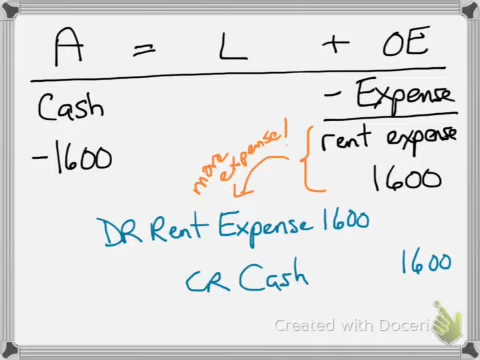 A = L + OE
Cash - Expense
-1600 rent expense
1600
more expense!
DR Rent Expense 1600
CR Cash 1600
Created with Doceri